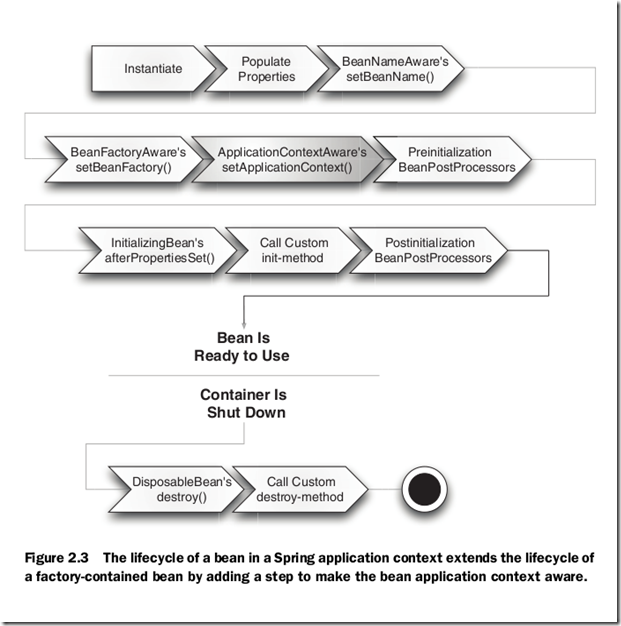 Instantiate
Populate
Properties
BeanNameAware's
setBeanName()
BeanFactoryAware's
setBeanFactory()
ApplicationContextAware's
setApplicationContext()
Preinitialization
BeanPostProcessors
InitializingBean's
afterPropertiesSet()
Call Custom
init-method
Postinitialization
BeanPostProcessors
Bean Is
Ready to Use
Container Is
Shut Down
DisposableBean's
destroy()
Call Custom
destroy-method
Figure 2.3 The lifecycle of a bean in a Spring application context extends the lifecycle of
a factory-contained bean by adding a step to make the bean application context aware.